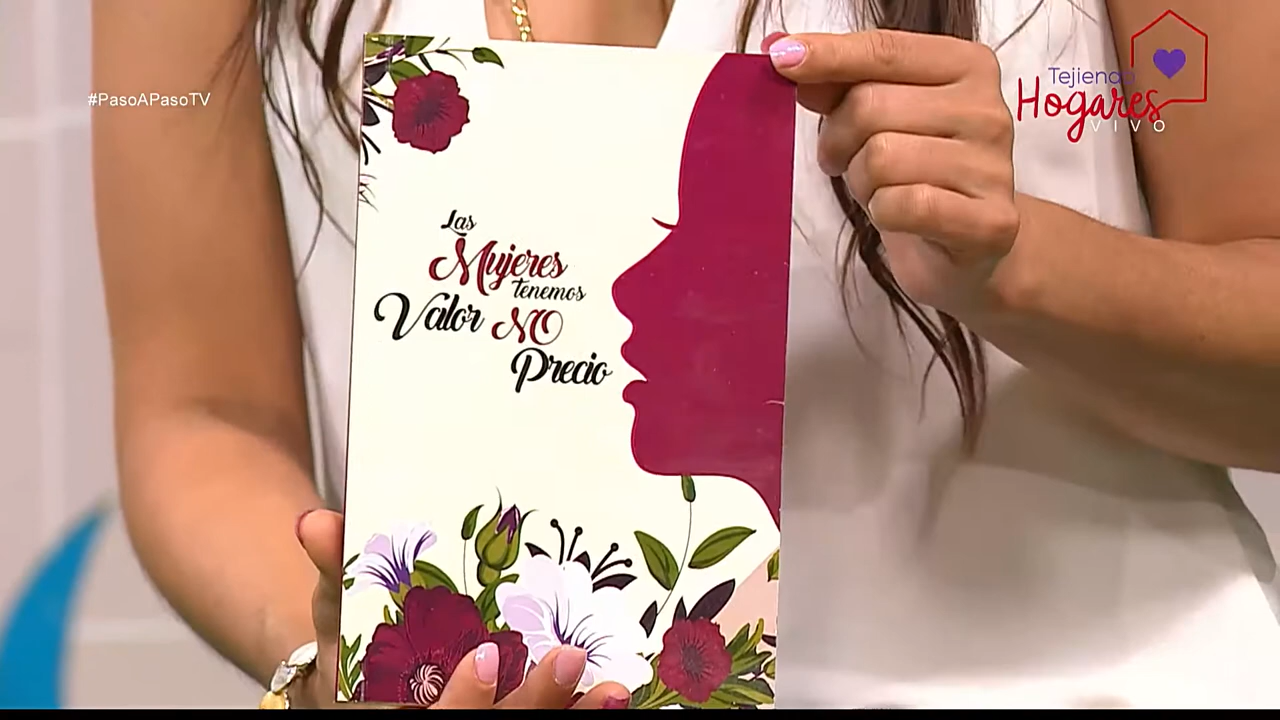 #PasoAPasoTV
Tejiendo
Hogares
VIVO
Las
Mujeres
tenemos
Valor NO
Precio